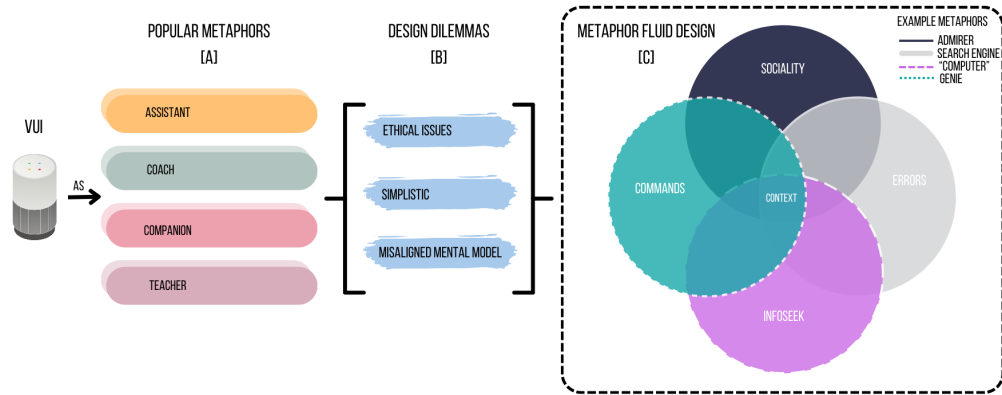 POPULAR METAPHORS
[A]
DESIGN DILEMMAS
[B]
METAPHOR FLUID DESIGN
[C]
EXAMPLE METAPHORS
ADMIRER
SEARCH ENGINE
"COMPUTER"
GENIE
VUI
AS
ASSISTANT
COACH
COMPANION
TEACHER
ETHICAL ISSUES
SIMPLISTIC
MISALIGNED MENTAL MODEL
SOCIALITY
COMMANDS
ERRORS
CONTEXT
INFOSEEK